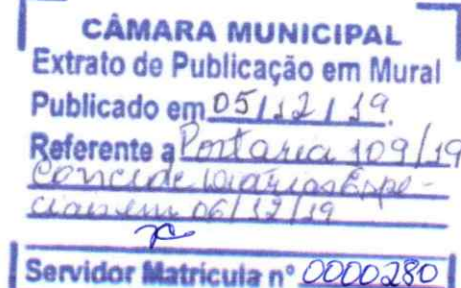 CÂMARA MUNICIPAL
Extrato de Publicação em Mural
Publicado em 05/12/19.
Referente a Portaria 109/19
Concede Diárias Espe-
ciais em 06/12/19
Servidor Matrícula nº 0000280